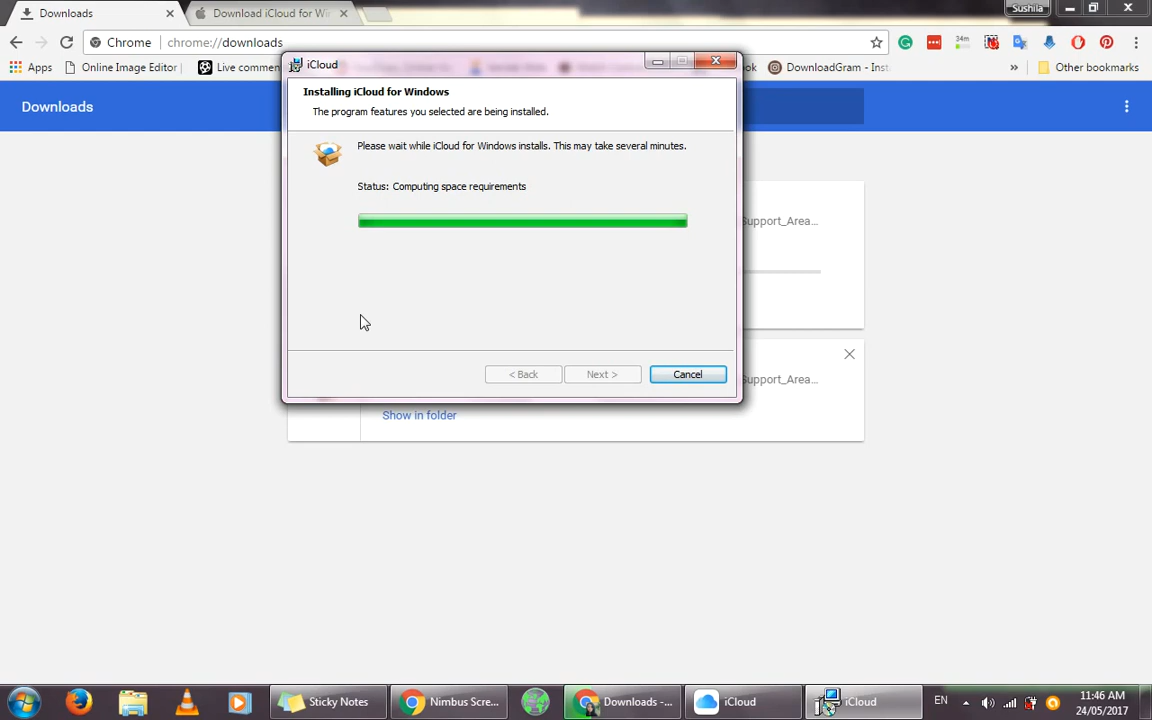 Downloads
Download iCloud for Wi
Sushila
Chrome
chrome://downloads
34m
Apps
Online Image Editor
Live commen
ook
DownloadGram - Inst
»
Other bookmarks
Downloads
iCloud
Installing iCloud for Windows
The program features you selected are being installed.
Please wait while iCloud for Windows installs. This may take several minutes.
Status: Computing space requirements
Support_Area...
Support_Area...
< Back
Next >
Cancel
Show in folder
Sticky Notes
Nimbus Scre...
Downloads -...
iCloud
iCloud
EN
11:46 AM
24/05/2017